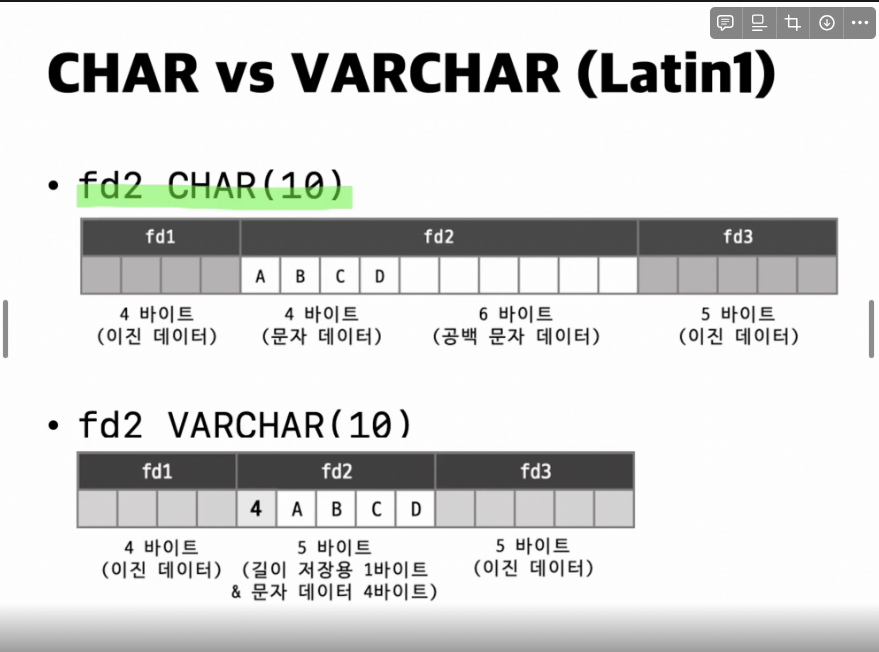 CHAR vs VARCHAR (Latin1)
• fd2 CHAR(10)
fd1 fd2 fd3
A B C D
4 바이트 4 바이트 6 바이트 5 바이트
(이진 데이터) (문자 데이터) (공백 문자 데이터) (이진 데이터)
• fd2 VARCHAR(10)
fd1 fd2 fd3
4 A B C D
4 바이트 5 바이트 5 바이트
(이진 데이터) (길이 저장용 1바이트 (이진 데이터)
& 문자 데이터 4바이트)